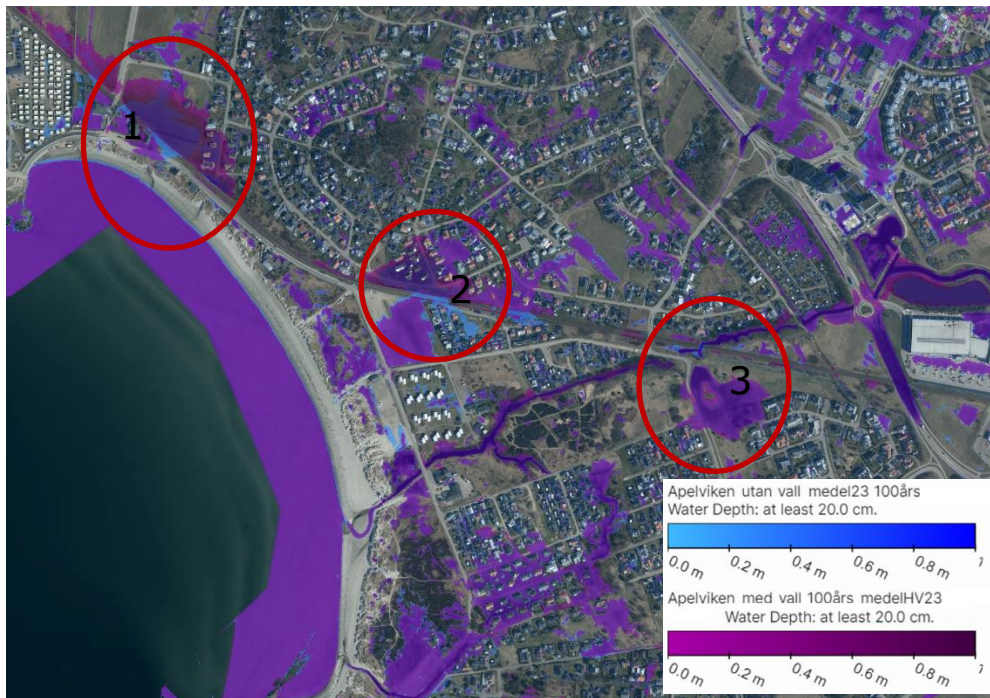 1
2
3
Apelviken utan vall medel23 100års
Water Depth: at least 20.0 cm.
0.0 m 0.2 m 0.4 m 0.6 m 0.8 m 1
Apelviken med vall 100års medelHV23
Water Depth: at least 20.0 cm.
0.0 m 0.2 m 0.4 m 0.6 m 0.8 m 1